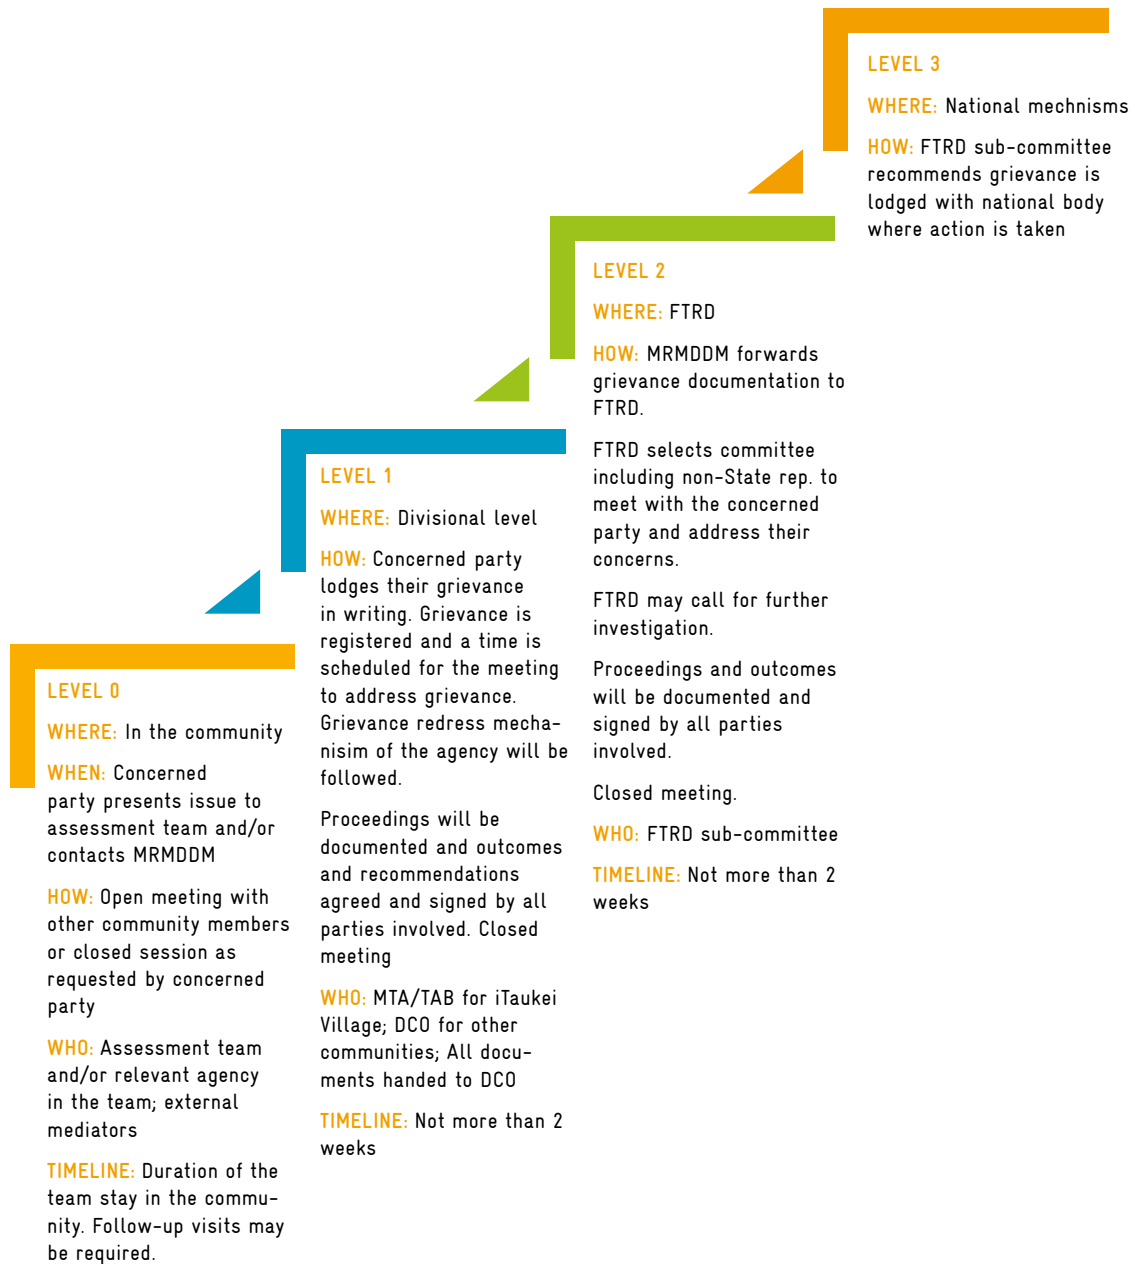 LEVEL 0
WHERE: In the community
WHEN: Concerned
party presents issue to
assessment team and/or
contacts MRMDDM
HOW: Open meeting with
other community members
or closed session as
requested by concerned
party
WHO: Assessment team
and/or relevant agency
in the team; external
mediators
TIMELINE: Duration of the
team stay in the commu-
nity. Follow-up visits may
be required.
LEVEL 1
WHERE: Divisional level
HOW: Concerned party
lodges their grievance
in writing. Grievance is
registered and a time is
scheduled for the meeting
to address grievance.
Grievance redress mecha-
nisim of the agency will be
followed.
Proceedings will be
documented and outcomes
and recommendations
agreed and signed by all
parties involved. Closed
meeting
WHO: MTA/TAB for iTaukei
Village; DCO for other
communities; All docu-
ments handed to DCO
TIMELINE: Not more than 2
weeks
LEVEL 2
WHERE: FTRD
HOW: MRMDDM forwards
grievance documentation to
FTRD.
FTRD selects committee
including non-State rep. to
meet with the concerned
party and address their
concerns.
FTRD may call for further
investigation.
Proceedings and outcomes
will be documented and
signed by all parties
involved.
Closed meeting.
WHO: FTRD sub-committee
TIMELINE: Not more than 2
weeks
LEVEL 3
WHERE: National mechnisms
HOW: FTRD sub-committee
recommends grievance is
lodged with national body
where action is taken